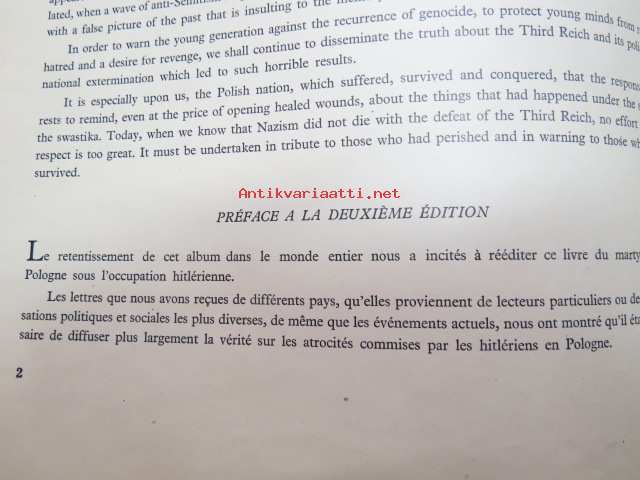 lated, when a wave of anti-Semitism
with a false picture of the past that is insulting to the
In order to warn the young generation against the recurrence of genocide, to protect young minds from
hatred and a desire for revenge, we shall continue to disseminate the truth about the Third Reich and its poli
national extermination which led to such horrible results.
It is especially upon us, the Polish nation, which suffered, survived and conquered, that the respons
rests to remind, even at the price of opening healed wounds, about the things that had happened under the
the swastika. Today, when we know that Nazism did not die with the defeat of the Third Reich, no effort
respect is too great. It must be undertaken in tribute to those who had perished and in warning to those wh
survived.
Antikvariaatti.net
PRÉFACE A LA DEUXIÈME ÉDITION
Le retentissement de cet album dans le monde entier nous a incités à rééditer ce livre du marty
Pologne sous l'occupation hitlérienne.
Les lettres que nous avons reçues de différents pays, qu'elles proviennent de lecteurs particuliers ou de
sations politiques et sociales les plus diverses, de même que les événements actuels, nous ont montré qu'il éta
saire de diffuser plus largement la vérité sur les atrocités commises par les hitlériens en Pologne.
2